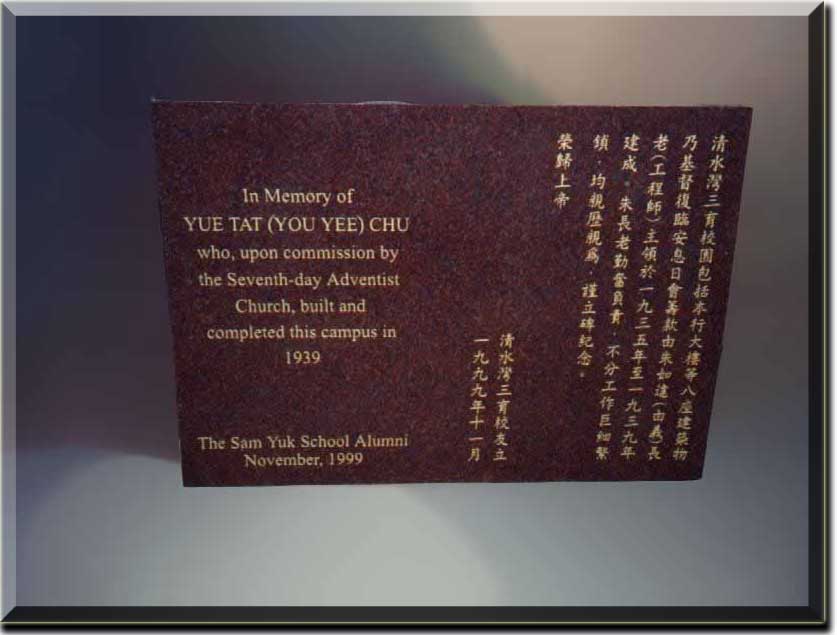 In Memory of
YUE TAT (YOU YEE) CHU
who, upon commission by
the Seventh-day Adventist
Church, built and
completed this campus in
1939
The Sam Yuk School Alumni
November, 1999
清水灣三育校園包括本行大樓等八座建築物
乃基督復臨安息日會籌款由朱如達(由義)長
老(工程師)主領於一九三五年至一九三九年
建成。朱長老勤奮負責,不分工作巨細繁
鎖,均親歷親爲,謹立碑紀念。
榮歸上帝
清水灣三育校友立
一九九九年十一月